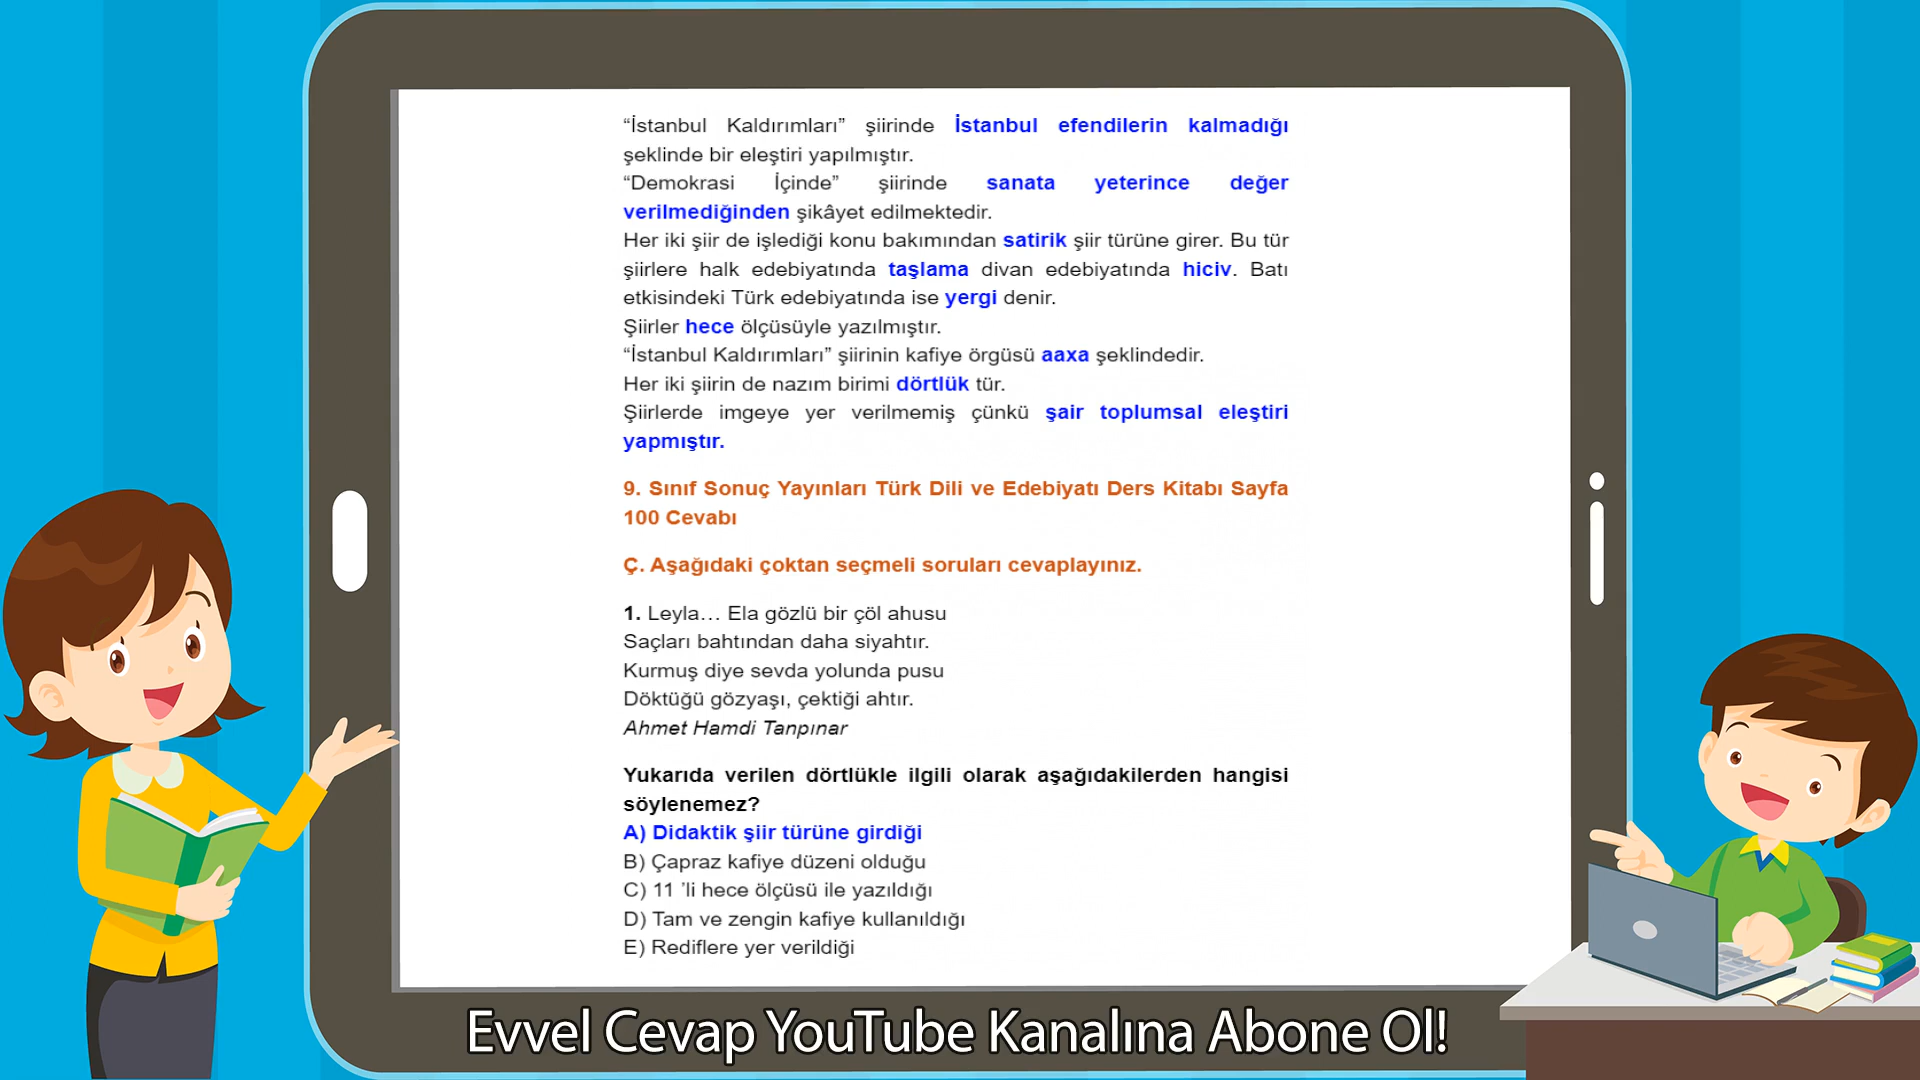 “İstanbul Kaldırımları” şiirinde İstanbul efendilerin kalmadığı
şeklinde bir eleştiri yapılmıştır.
“Demokrasi İçinde” şiirinde sanata yeterince değer
verilmediğinden şikâyet edilmektedir.
Her iki şiir de işlediği konu bakımından satirik şiir türüne girer. Bu tür
şiirlere halk edebiyatında taşlama divan edebiyatında hiciv. Batı
etkisindeki Türk edebiyatında ise yergi denir.
Şiirler hece ölçüsüyle yazılmıştır.
“İstanbul Kaldırımları” şiirinin kafiye örgüsü aaxa şeklindedir.
Her iki şiirin de nazım birimi dörtlük tür.
Şiirlerde imgeye yer verilmemiş çünkü şair toplumsal eleştiri
yapmıştır.
9. Sınıf Sonuç Yayınları Türk Dili ve Edebiyatı Ders Kitabı Sayfa
100 Cevabı
Ç. Aşağıdaki çoktan seçmeli soruları cevaplayınız.
1. Leyla… Ela gözlü bir çöl ahusu
Saçları bahtından daha siyahtır.
Kurmuş diye sevda yolunda pusu
Döktüğü gözyaşı, çektiği ahtır.
Ahmet Hamdi Tanpınar
Yukarıda verilen dörtlükle ilgili olarak aşağıdakilerden hangisi
söylenemez?
A) Didaktik şiir türüne girdiği
B) Çapraz kafiye düzeni olduğu
C) 11 ’li hece ölçüsü ile yazıldığı
D) Tam ve zengin kafiye kullanıldığı
E) Rediflere yer verildiği
Evvel Cevap YouTube Kanalına Abone Ol!